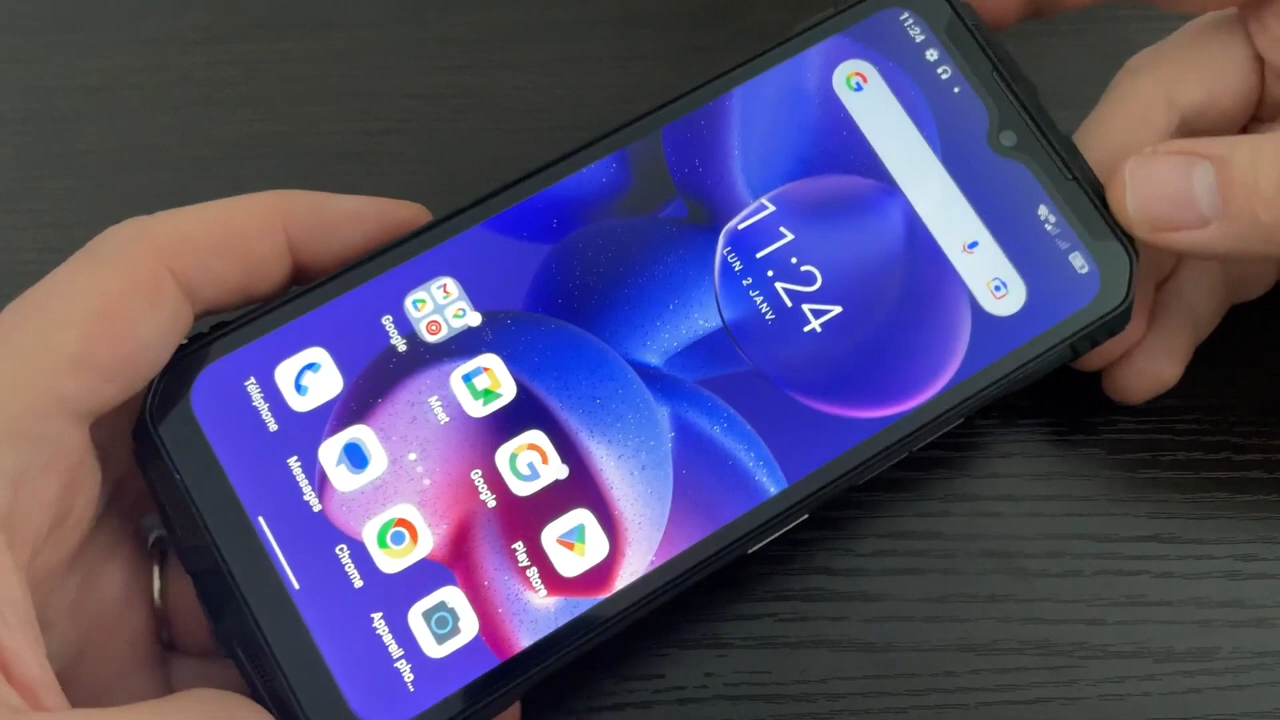 11:24
11:24
LUN. 2 JANV.
Google
Meet
Google
Play Store
Téléphone
Messages
Chrome
Appareil pho...